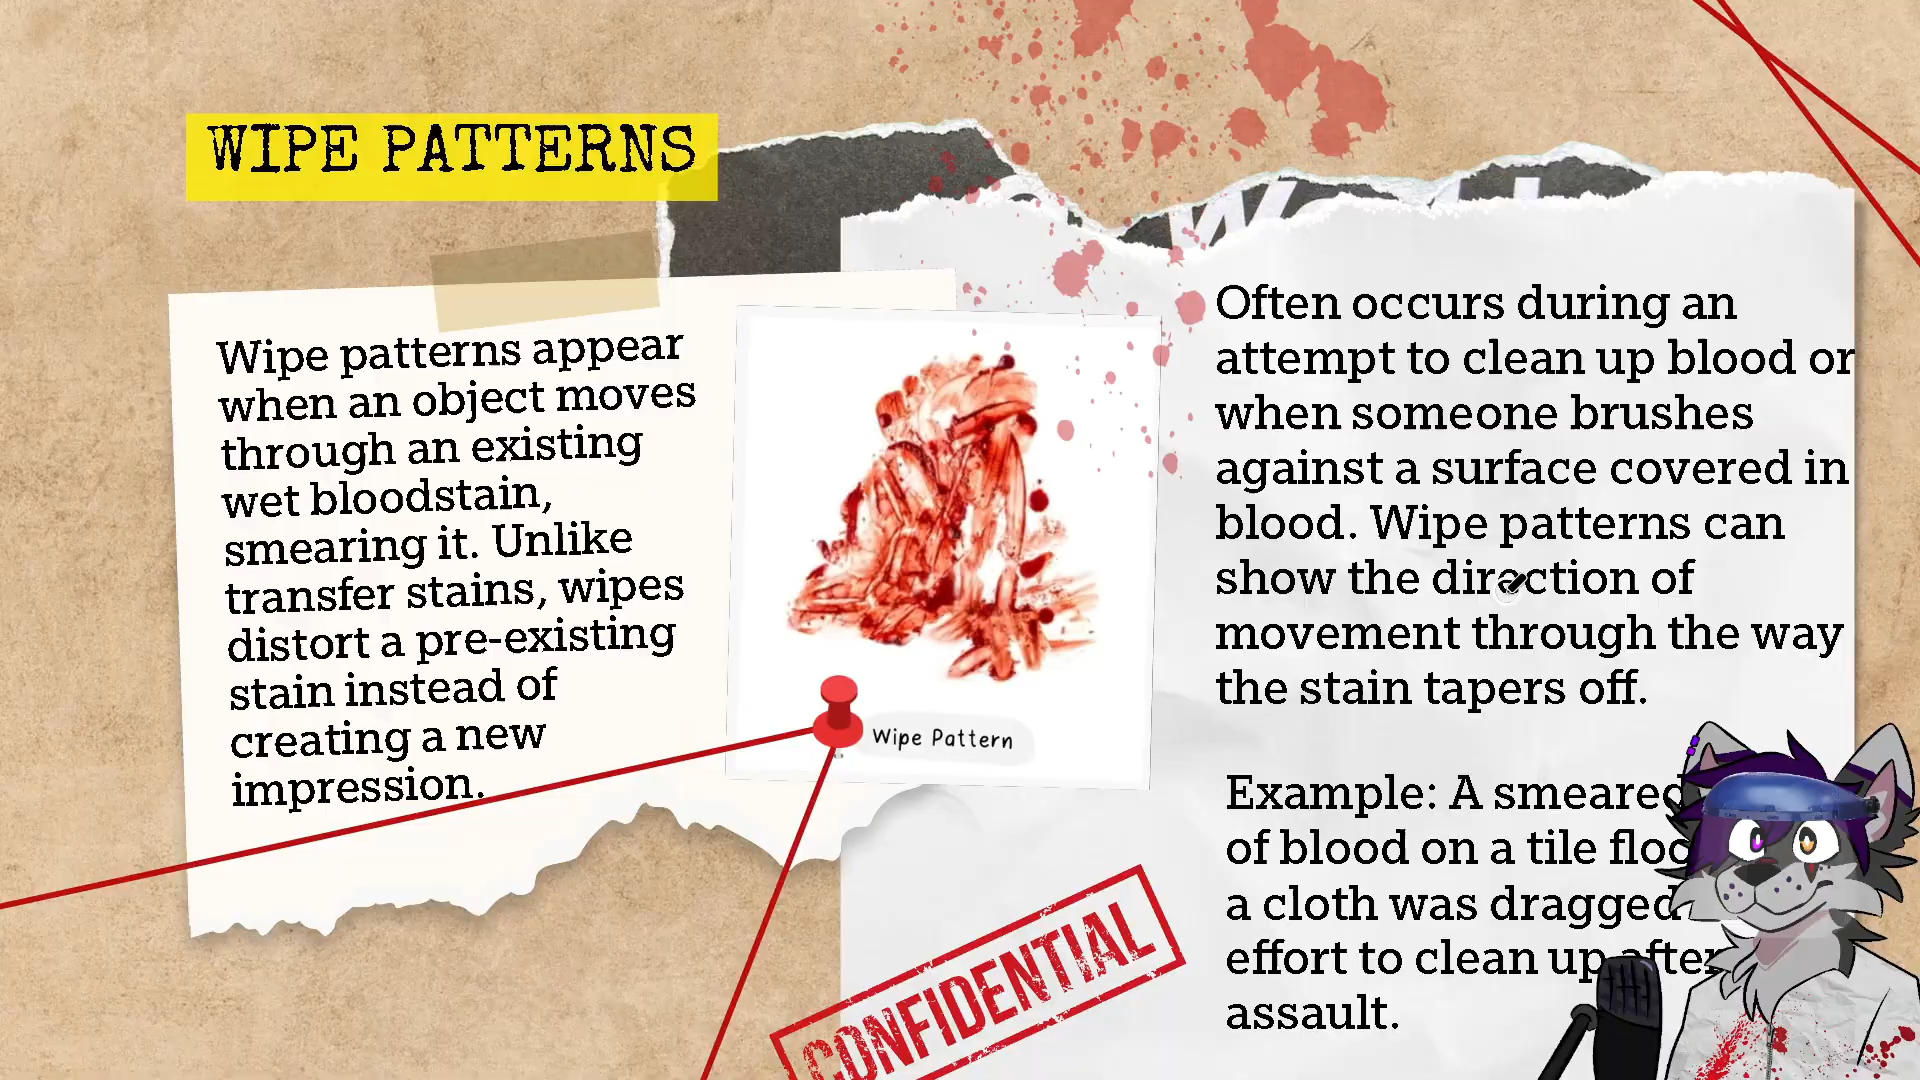 WIPE PATTERNS
Wipe patterns appear
when an object moves
through an existing
wet bloodstain,
smearing it. Unlike
transfer stains, wipes
distort a pre-existing
stain instead of
creating a new
impression.
Wipe Pattern
Often occurs during an
attempt to clean up blood or
when someone brushes
against a surface covered in
blood. Wipe patterns can
show the direction of
movement through the way
the stain tapers off.
Example: A smeared
of blood on a tile
a cloth was dragged
effort to clean up after
assault.
CONFIDENTIAL